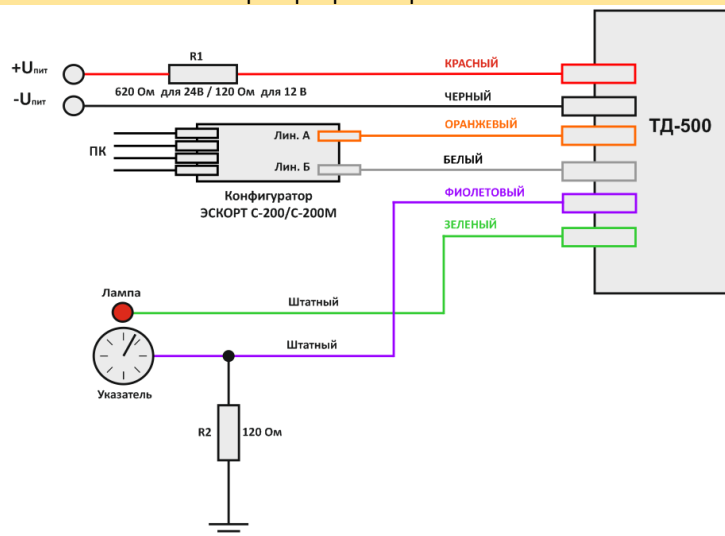 R1
+Uпит
КРАСНЫЙ
620 Ом для 24В / 120 Ом для 12 В
-Uпит
ЧЕРНЫЙ
ОРАНЖЕВЫЙ
ТД-500
Лин. А
ПК
БЕЛЫЙ
Лин. Б
Конфигуратор
ЭСКОРТ С-200/С-200М
ФИОЛЕТОВЫЙ
ЗЕЛЕНЫЙ
Лампа
Штатный
Штатный
Указатель
R2
120 Ом